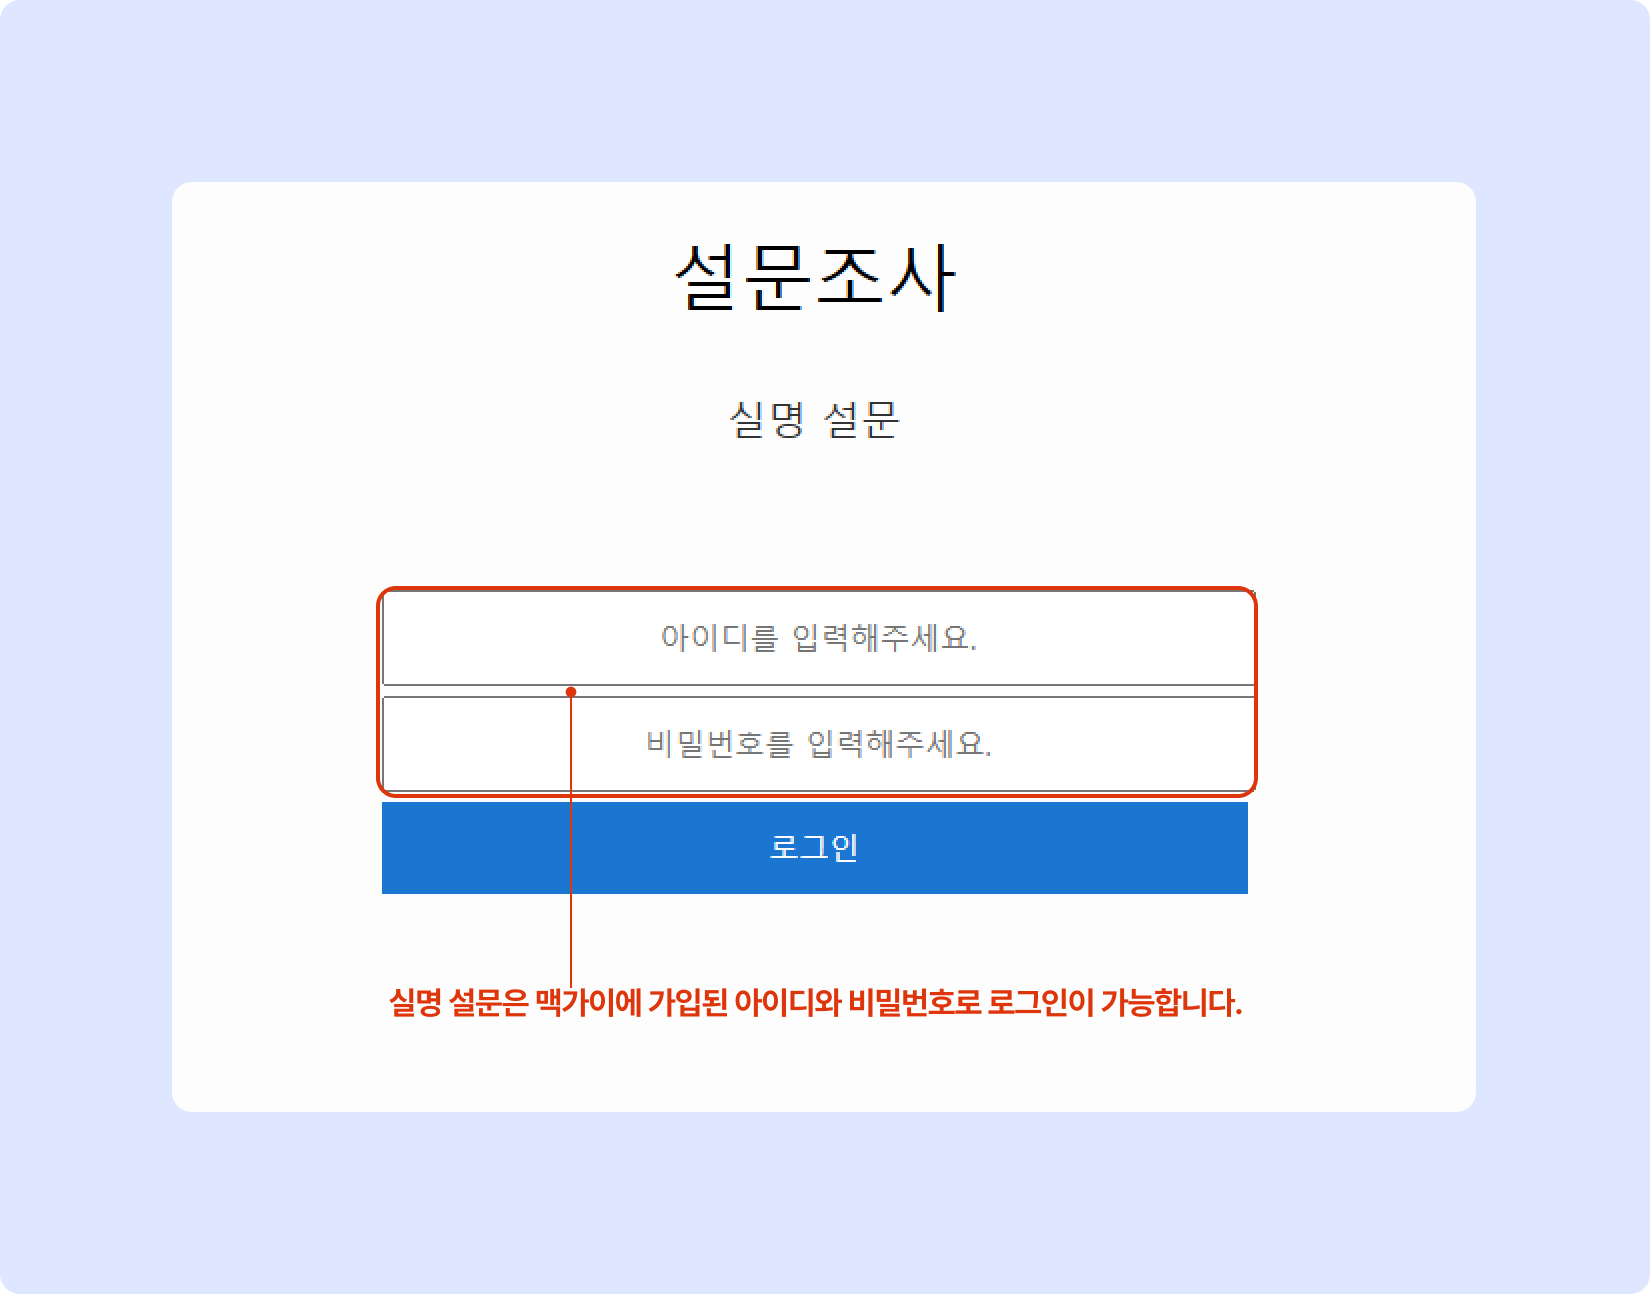 설문조사
실명 설문
아이디를 입력해주세요.
비밀번호를 입력해주세요.
로그인
실명 설문은 맥가이에 가입된 아이디와 비밀번호로 로그인이 가능합니다.